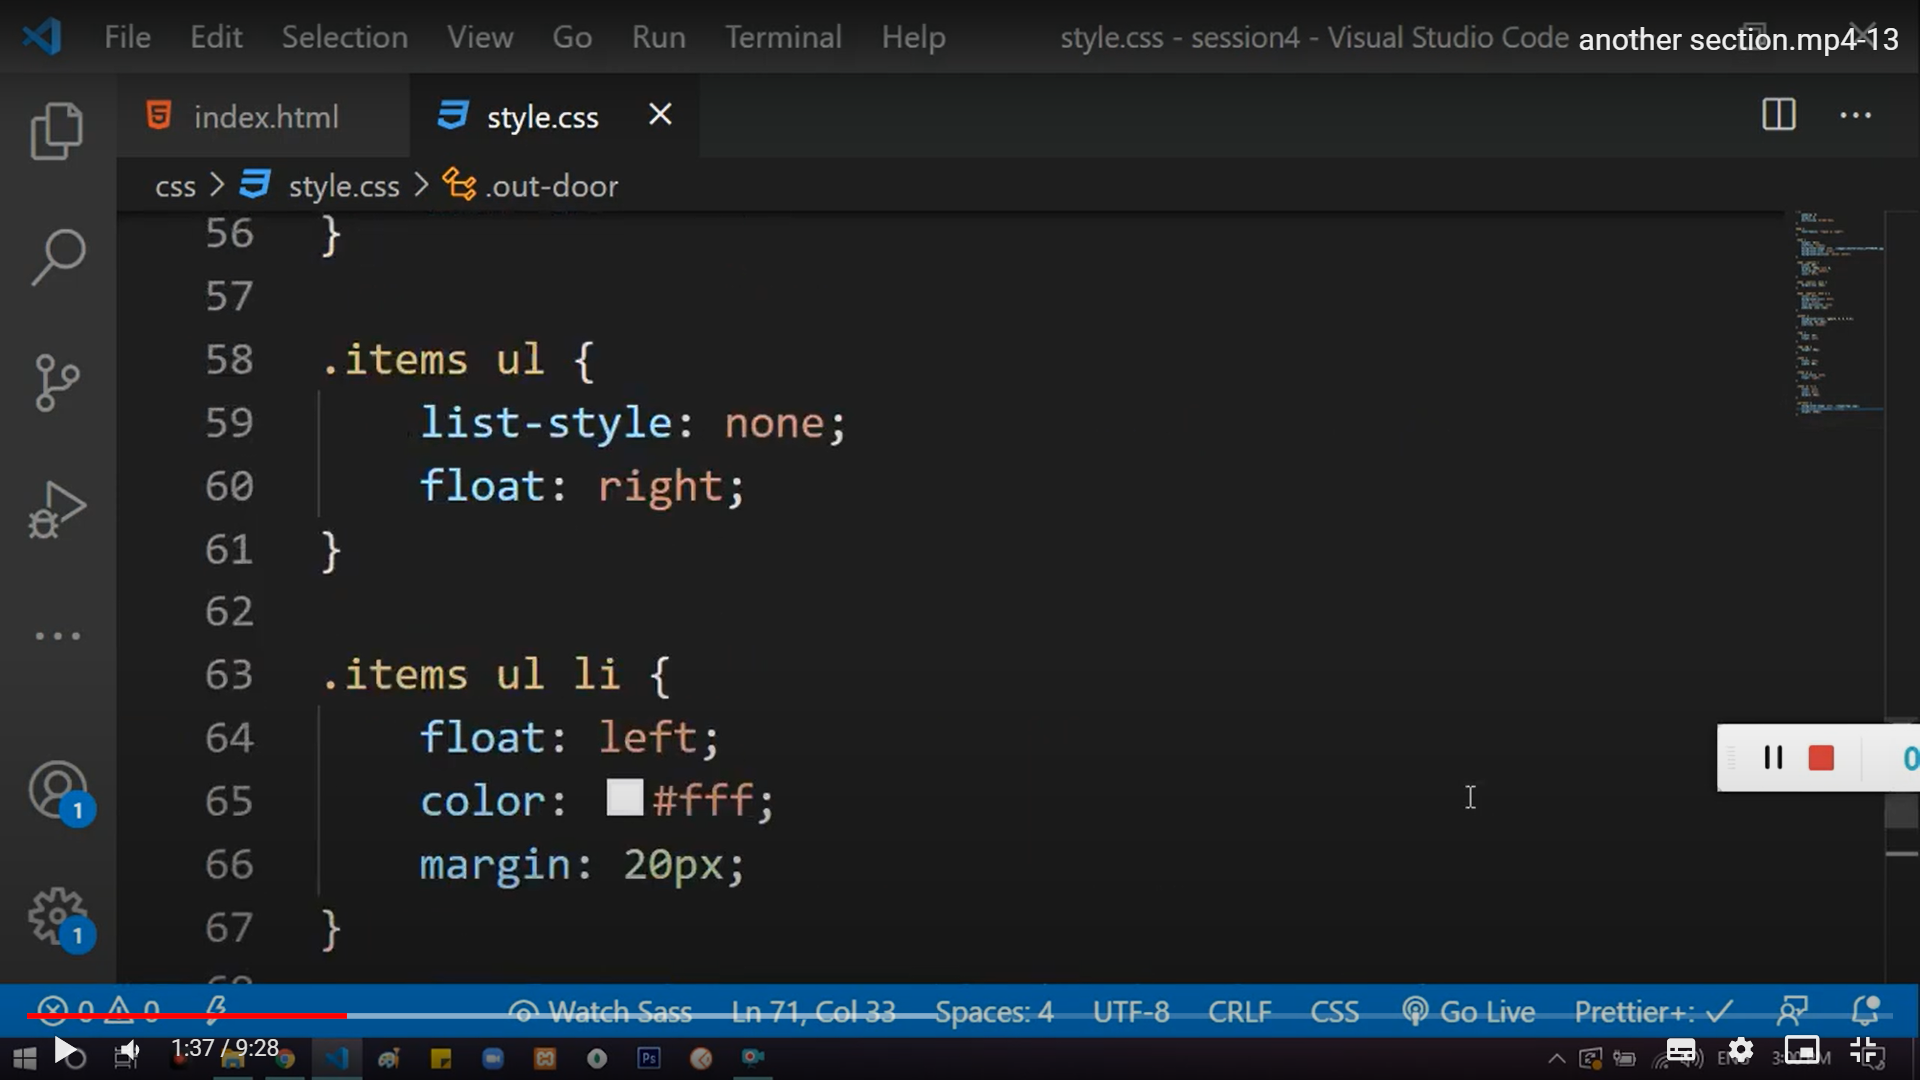 File Edit Selection View Go Run Terminal Help style.css - session4 - Visual Studio Code another section.mp4-13
index.html style.css
css > style.css > .out-door
56 }
57
58 .items ul {
59 list-style: none;
60 float: right;
61 }
62
63 .items ul li {
64 float: left;
65 color: #fff;
66 margin: 20px;
67 }
1
1
0
0 0 Watch Sass Ln 71, Col 33 Spaces: 4 UTF-8 CRLF CSS Go Live Prettier+:
1:37 / 9:28 Ps